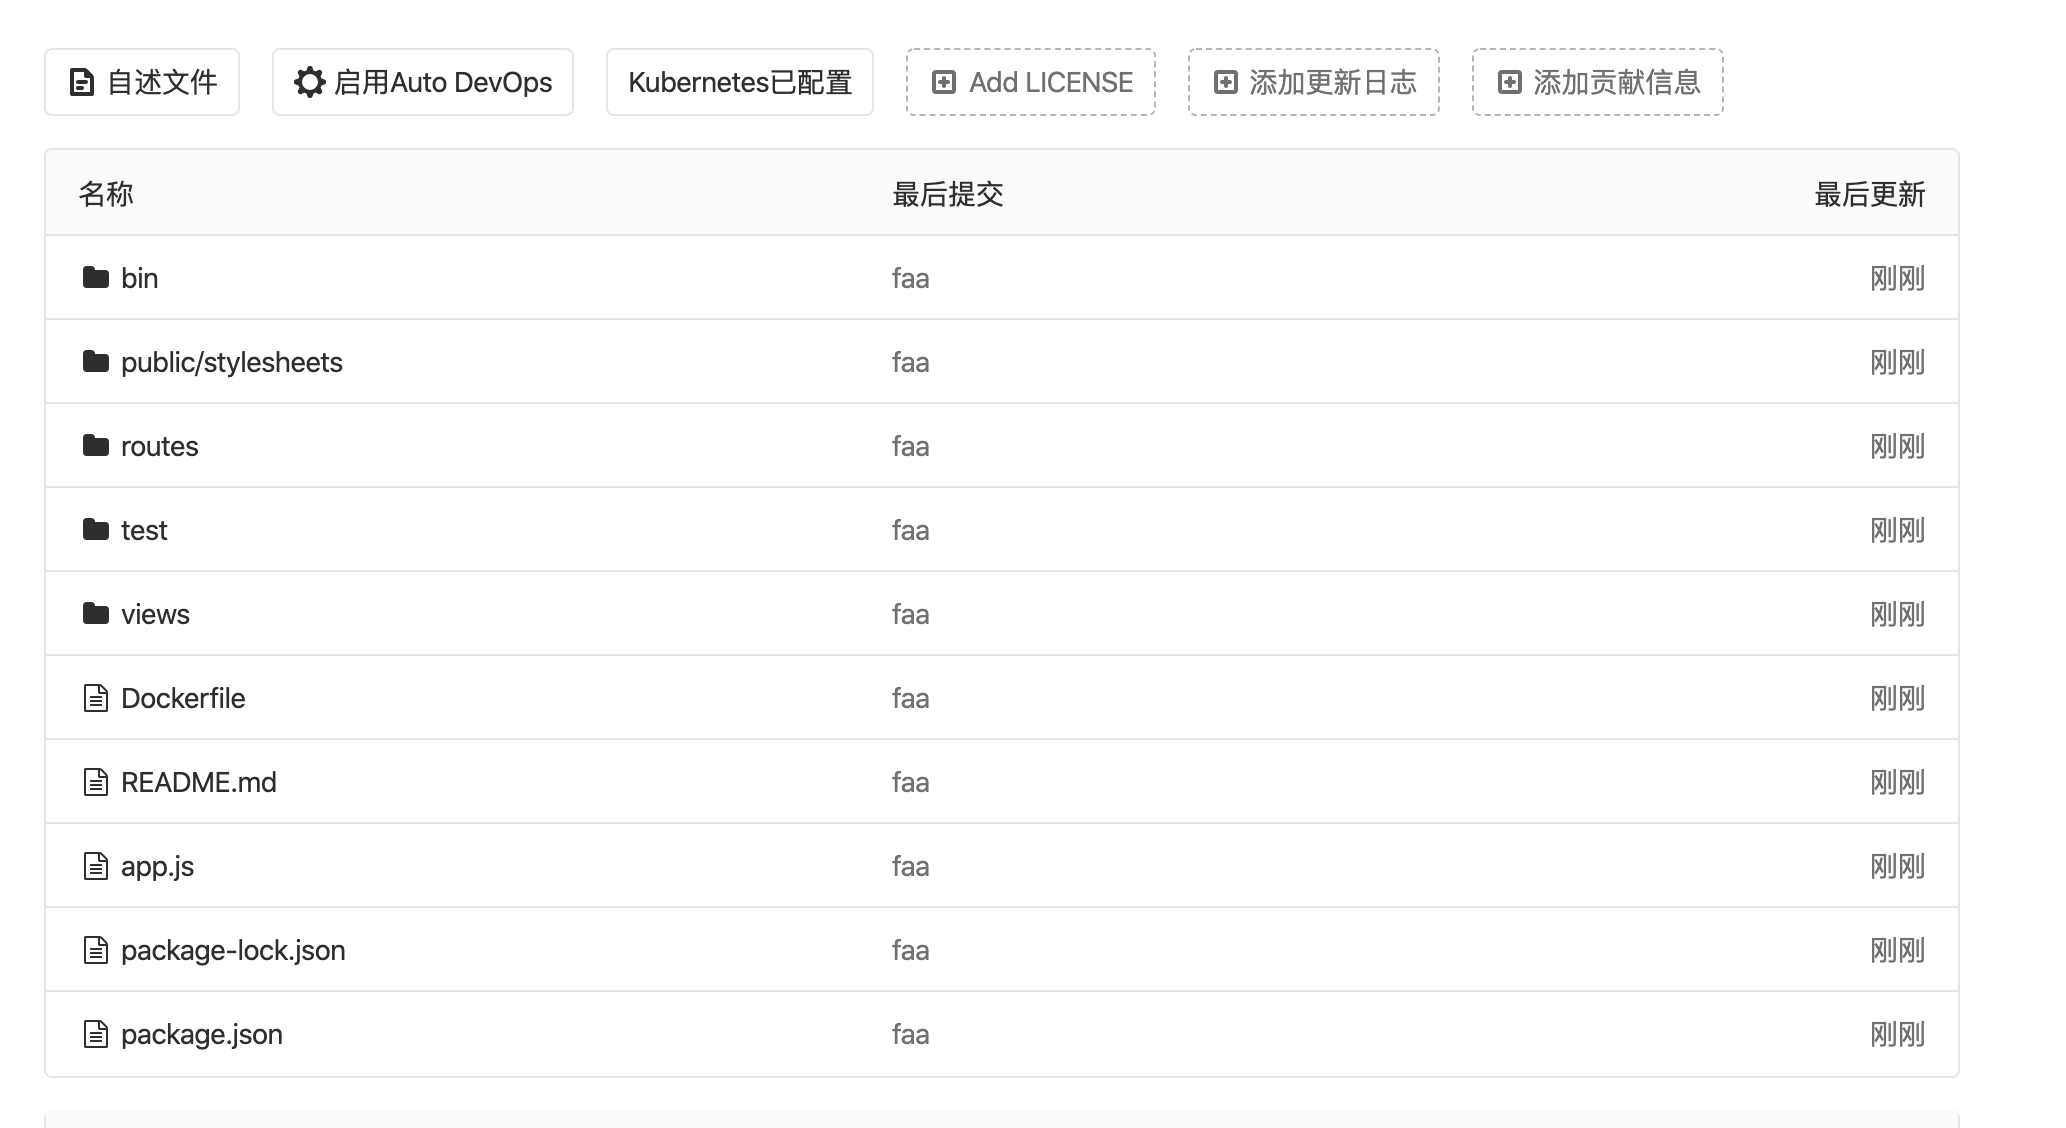 自述文件 启用Auto DevOps Kubernetes已配置 Add LICENSE 添加更新日志 添加贡献信息
名称 最后提交 最后更新
bin faa 刚刚
public/stylesheets faa 刚刚
routes faa 刚刚
test faa 刚刚
views faa 刚刚
Dockerfile faa 刚刚
README.md faa 刚刚
app.js faa 刚刚
package-lock.json faa 刚刚
package.json faa 刚刚